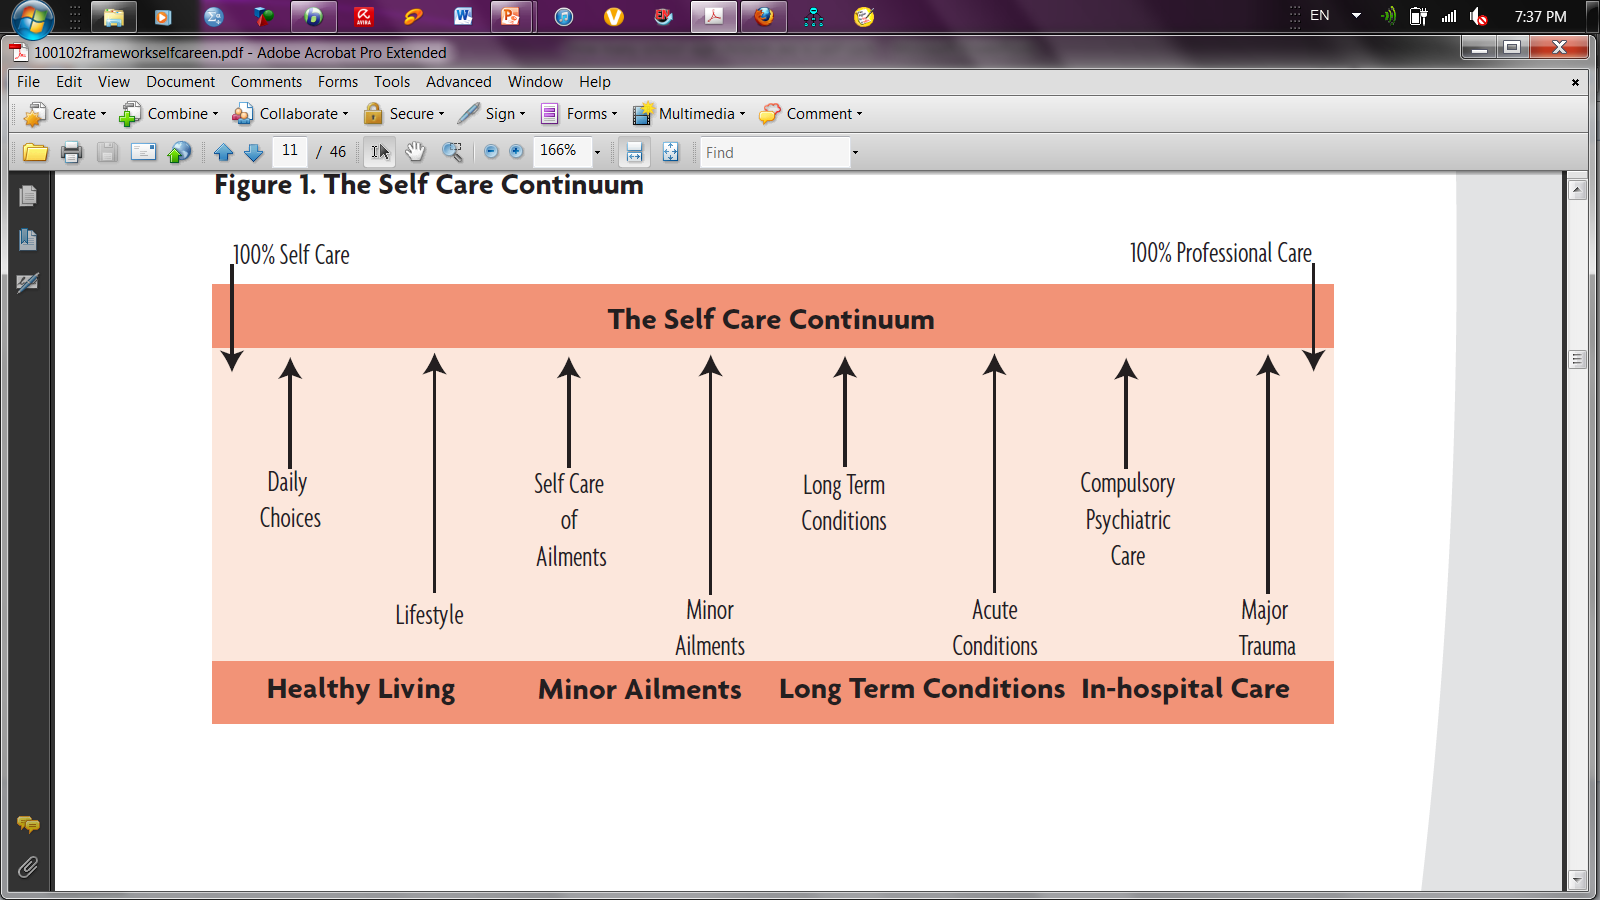 EN
7:37 PM
100102frameworkselfcareen.pdf - Adobe Acrobat Pro Extended
File Edit View Document Comments Forms Tools Advanced Window Help
Create Combine Collaborate Secure Sign Forms Multimedia Comment
11 / 46 166% Find
Figure 1. The Self Care Continuum
100% Self Care
100% Professional Care
The Self Care Continuum
Daily
Choices
Lifestyle
Self Care
of
Ailments
Minor
Ailments
Long Term
Conditions
Acute
Conditions
Compulsory
Psychiatric
Care
Major
Trauma
Healthy Living
Minor Ailments
Long Term Conditions
In-hospital Care